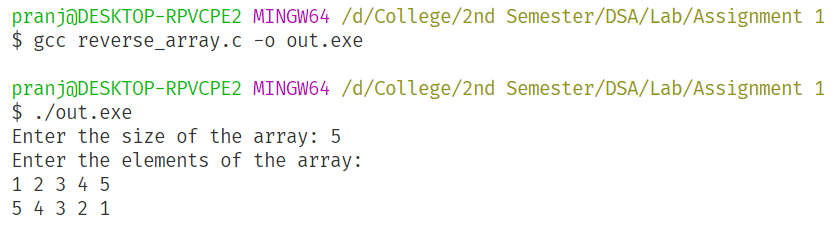 pranj@DESKTOP-RPVCPE2 MINGW64 /d/College/2nd Semester/DSA/Lab/Assignment 1
$ gcc reverse_array.c -o out.exe
pranj@DESKTOP-RPVCPE2 MINGW64 /d/College/2nd Semester/DSA/Lab/Assignment 1
$ ./out.exe
Enter the size of the array: 5
Enter the elements of the array:
1 2 3 4 5
5 4 3 2 1